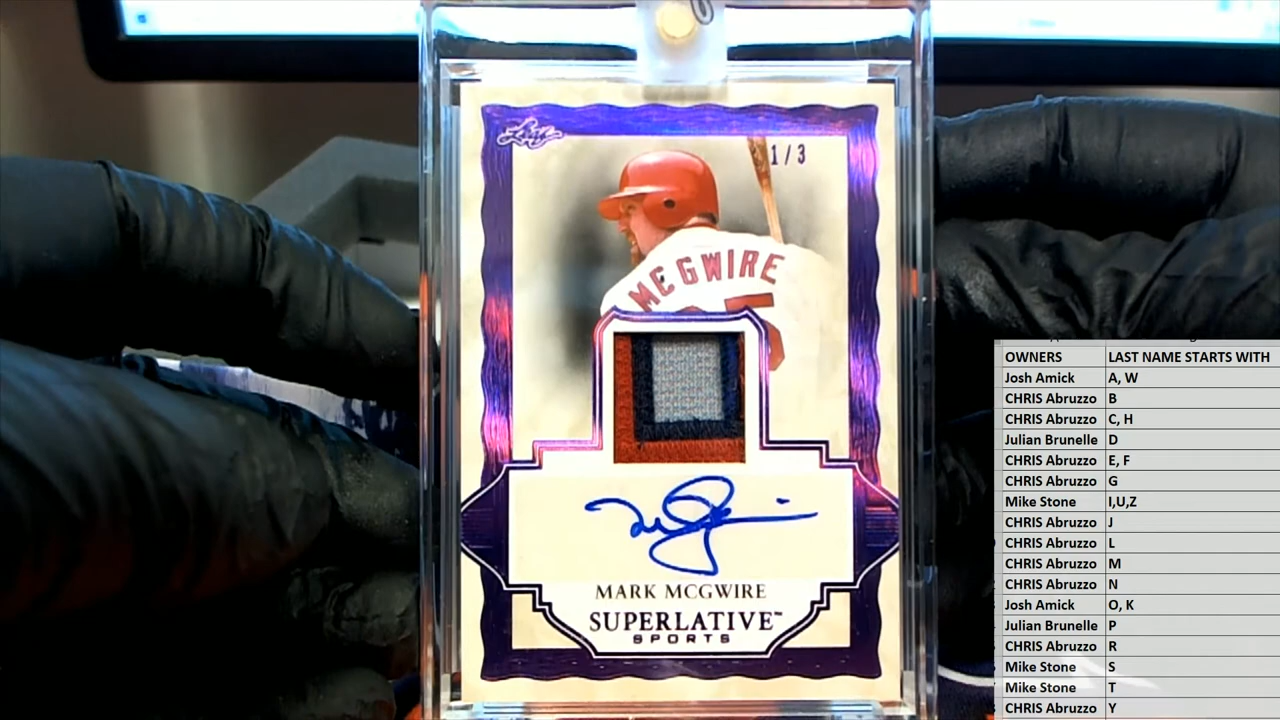 Leaf
1/3
MCGWIRE
25
MARK MCGWIRE
SUPERLATIVE™
SPORTS
OWNERS LAST NAME STARTS WITH
Josh Amick A, W
CHRIS Abruzzo B
CHRIS Abruzzo C, H
Julian Brunelle D
CHRIS Abruzzo E, F
CHRIS Abruzzo G
Mike Stone I,U,Z
CHRIS Abruzzo J
CHRIS Abruzzo L
CHRIS Abruzzo M
CHRIS Abruzzo N
Josh Amick O, K
Julian Brunelle P
CHRIS Abruzzo R
Mike Stone S
Mike Stone T
CHRIS Abruzzo Y